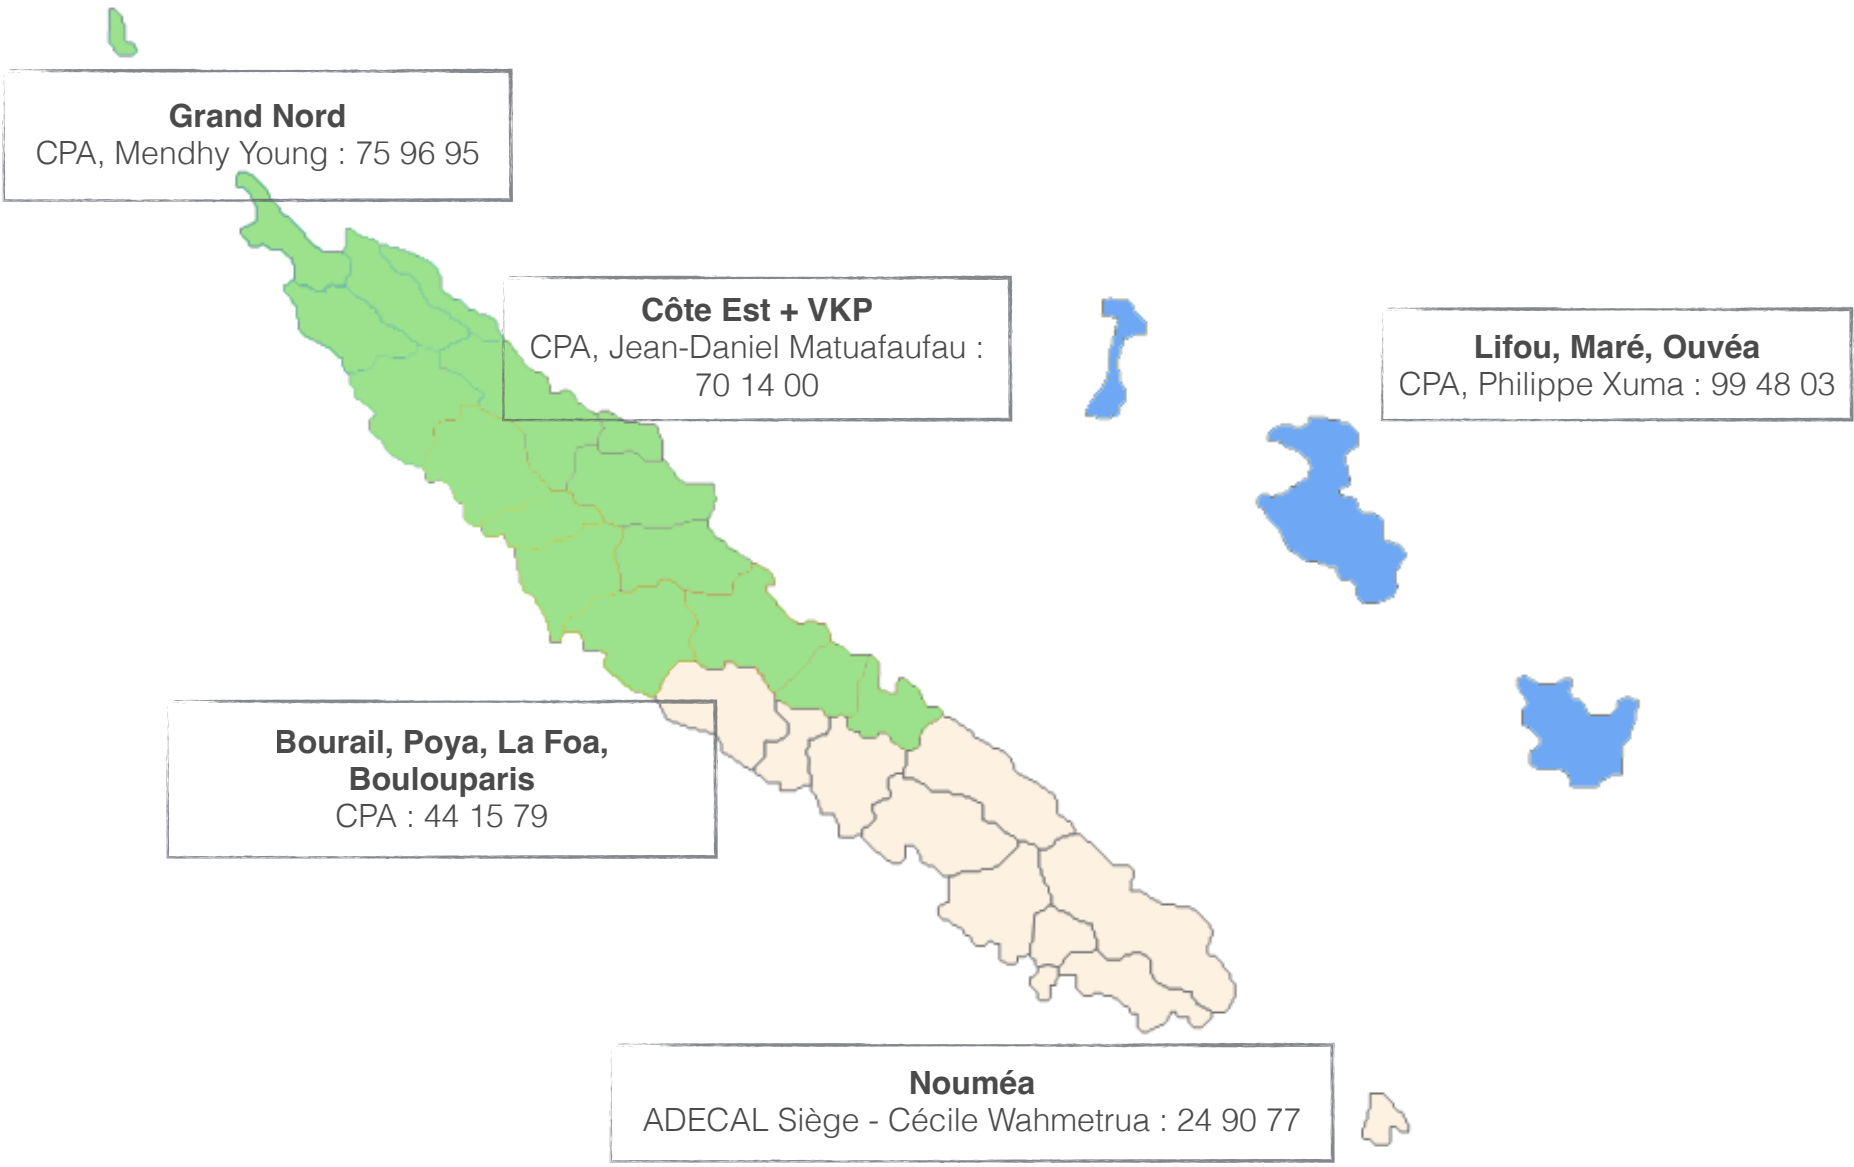 Grand Nord
CPA, Mendhy Young : 75 96 95
Côte Est + VKP
CPA, Jean-Daniel Matuafaufau :
70 14 00
Lifou, Maré, Ouvéa
CPA, Philippe Xuma : 99 48 03
Bourail, Poya, La Foa,
Boulouparis
CPA : 44 15 79
Nouméa
ADECAL Siège - Cécile Wahmetrua : 24 90 77